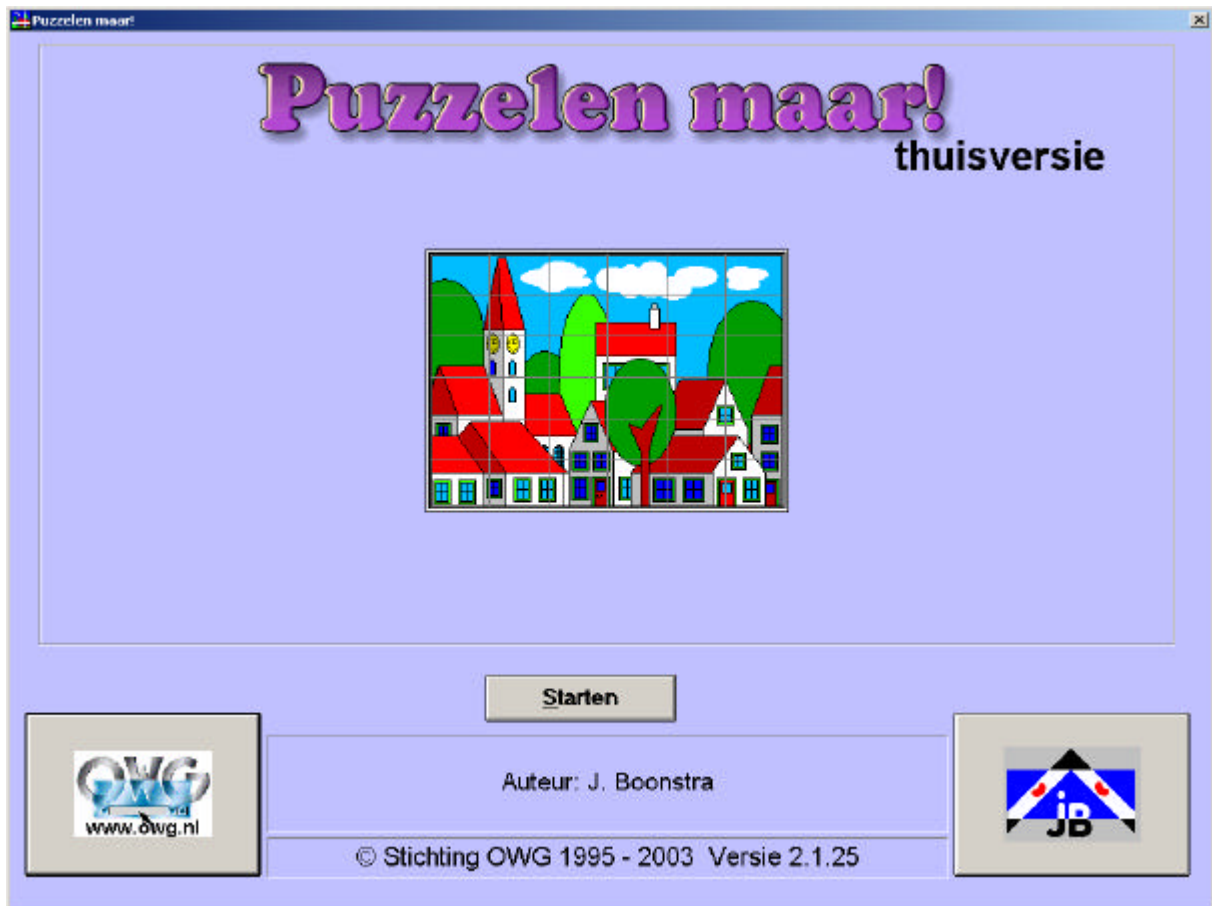 Puzzelen maar!
Puzzelen maar!
thuisversie
Starten
OWG
www.owg.nl
Auteur: J. Boonstra
© Stichting OWG 1995 - 2003 Versie 2.1.25
jB